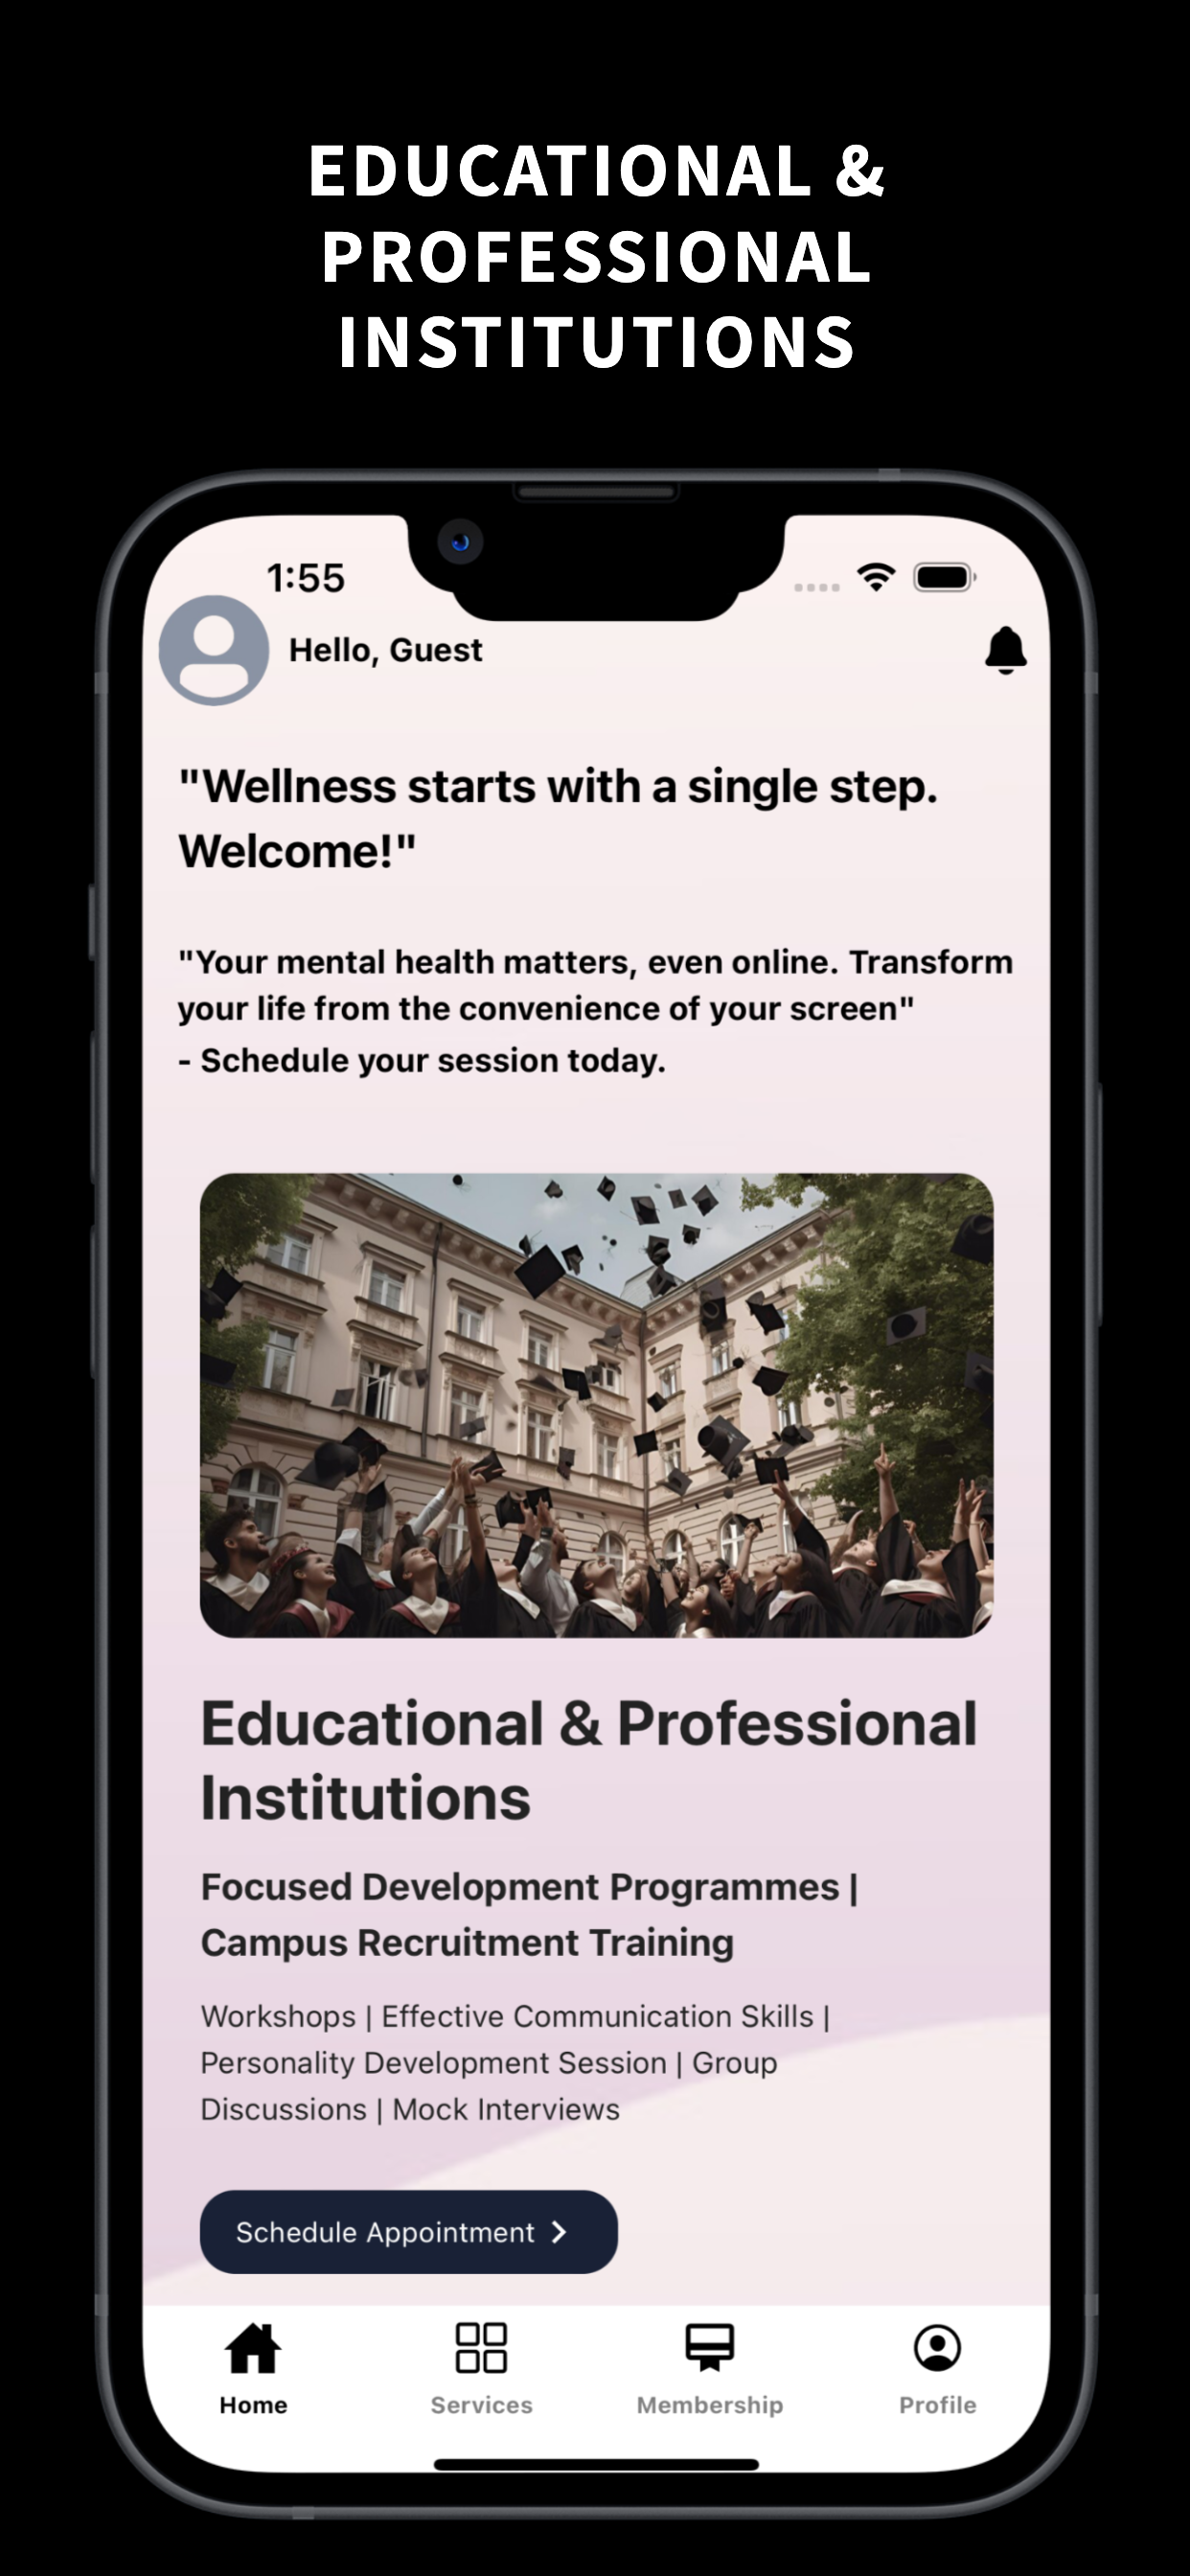 EDUCATIONAL &
PROFESSIONAL
INSTITUTIONS
1:55
Hello, Guest
"Wellness starts with a single step.
Welcome!"
"Your mental health matters, even online. Transform
your life from the convenience of your screen"
- Schedule your session today.
Educational & Professional
Institutions
Focused Development Programmes |
Campus Recruitment Training
Workshops | Effective Communication Skills |
Personality Development Session | Group
Discussions | Mock Interviews
Schedule Appointment
Home Services Membership Profile